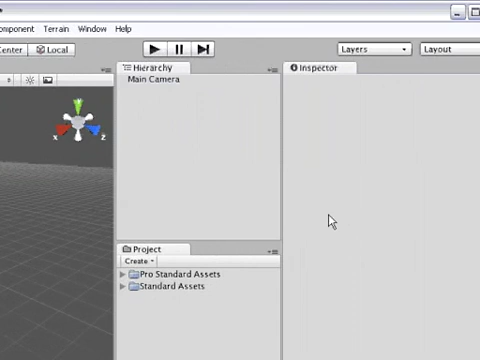 omponent Terrain Window Help
Center Local Layers Layout
Hierarchy Inspector
Main Camera
y
x z
Project
Create
Pro Standard Assets
Standard Assets